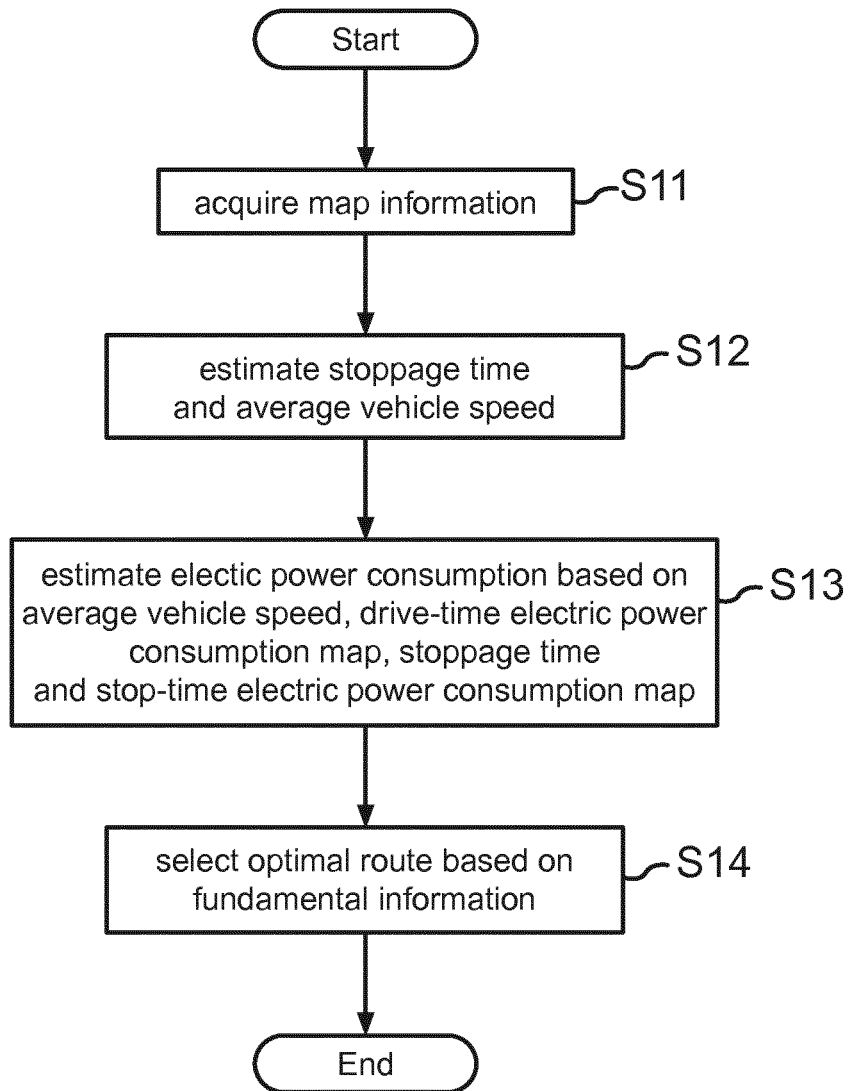 Start
acquire map information
S11
estimate stoppage time
and average vehicle speed
S12
estimate electic power consumption based on
average vehicle speed, drive-time electric power
consumption map, stoppage time
and stop-time electric power consumption map
S13
select optimal route based on
fundamental information
S14
End